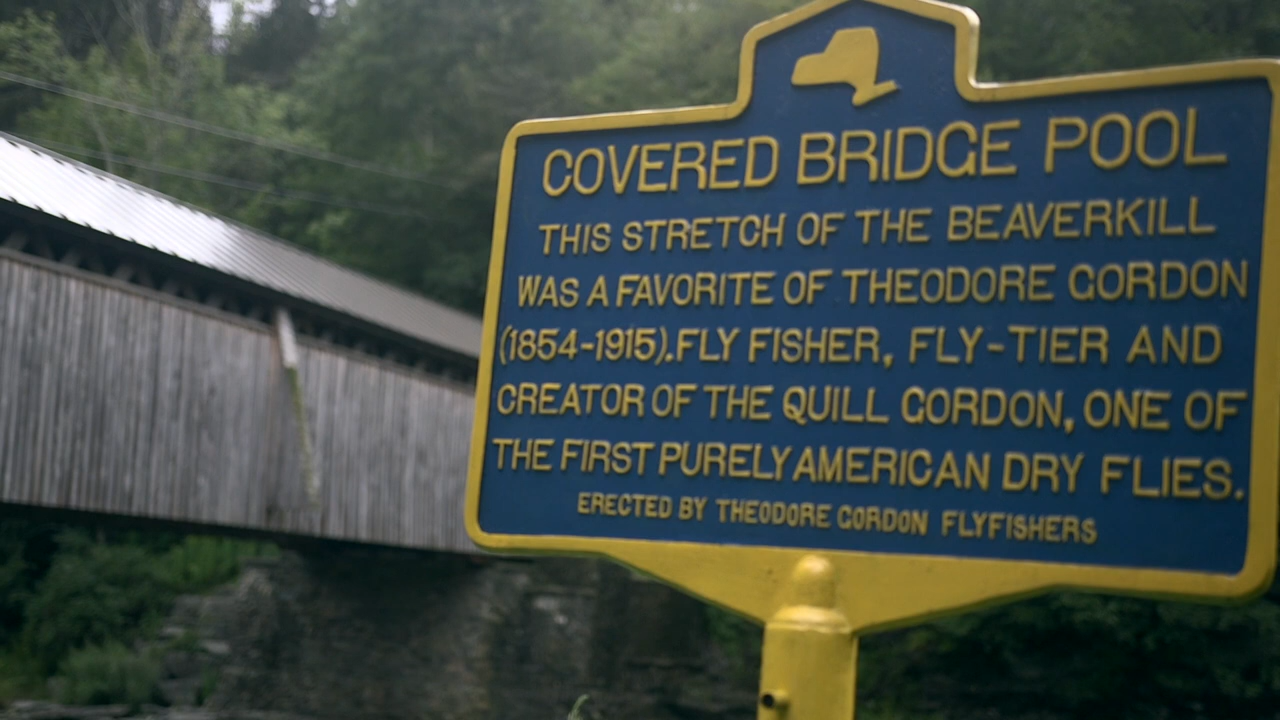 COVERED BRIDGE POOL
THIS STRETCH OF THE BEAVERKILL
WAS A FAVORITE OF THEODORE GORDON
(1854-1915).FLY FISHER, FLY-TIER AND
CREATOR OF THE QUILL GORDON, ONE OF
THE FIRST PURELY AMERICAN DRY FLIES.
ERECTED BY THEODORE GORDON FLYFISHERS